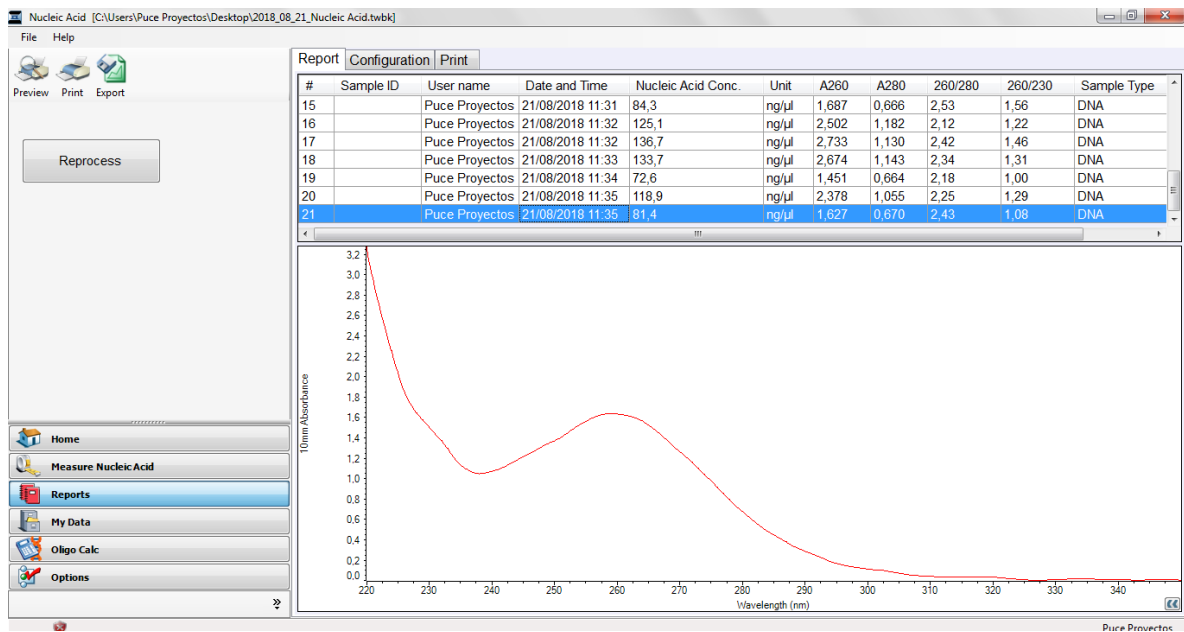 Nucleic Acid [C:\Users\Puce Proyectos\Desktop\2018_08_21_Nucleic Acid.twbk]
File Help
Preview Print Export
Reprocess
Home
Measure Nucleic Acid
Reports
My Data
Oligo Calc
Options
Report Configuration Print
# Sample ID User name Date and Time Nucleic Acid Conc. Unit A260 A280 260/280 260/230 Sample Type
15 Puce Proyectos 21/08/2018 11:31 84,3 ng/µl 1,687 0,666 2,53 1,56 DNA
16 Puce Proyectos 21/08/2018 11:32 125,1 ng/µl 2,502 1,182 2,12 1,22 DNA
17 Puce Proyectos 21/08/2018 11:32 136,7 ng/µl 2,733 1,130 2,42 1,46 DNA
18 Puce Proyectos 21/08/2018 11:33 133,7 ng/µl 2,674 1,143 2,34 1,31 DNA
19 Puce Proyectos 21/08/2018 11:34 72,6 ng/µl 1,451 0,664 2,18 1,00 DNA
20 Puce Proyectos 21/08/2018 11:35 118,9 ng/µl 2,378 1,055 2,25 1,29 DNA
21 Puce Proyectos 21/08/2018 11:35 81,4 ng/µl 1,627 0,670 2,43 1,08 DNA
10mm Absorbance
3,2
3,0
2,8
2,6
2,4
2,2
2,0
1,8
1,6
1,4
1,2
1,0
0,8
0,6
0,4
0,2
0,0
220 230 240 250 260 270 280 290 300 310 320 330 340
Wavelength (nm)
Puce Proyectos